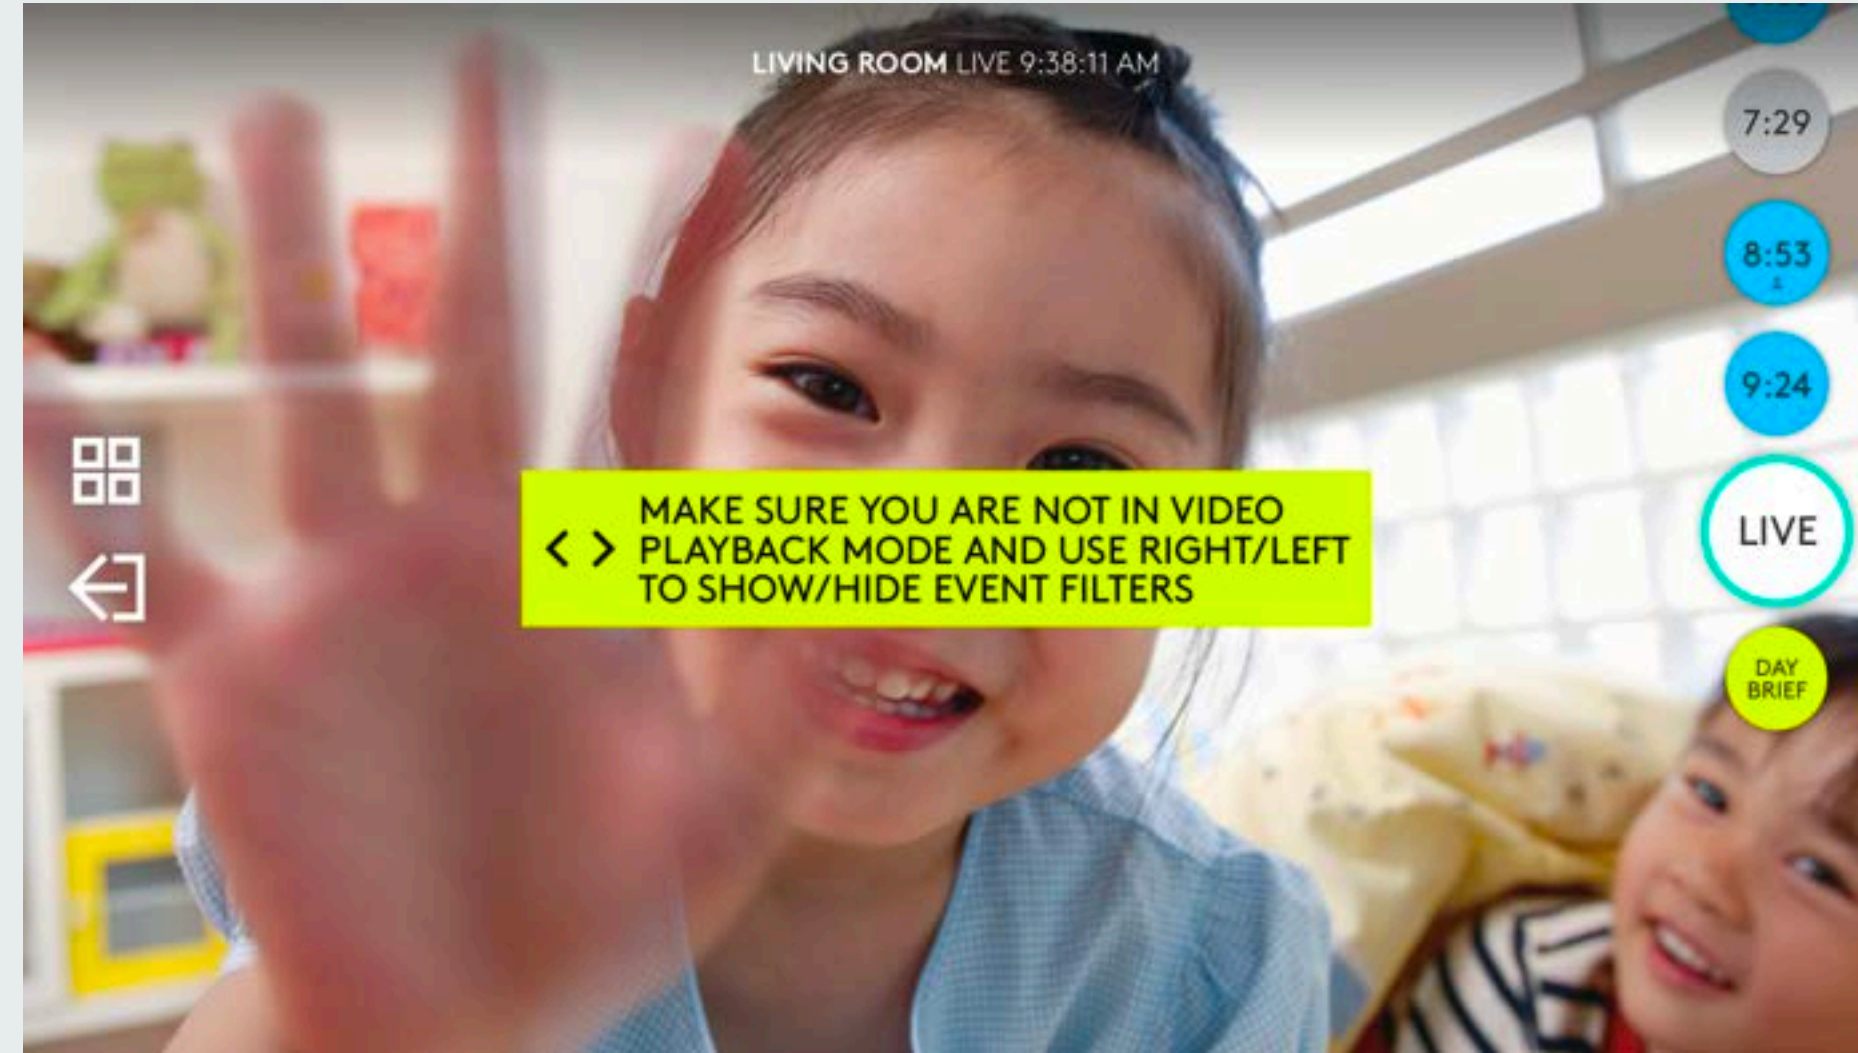 LIVING ROOM LIVE 9:38:11 AM
7:29
8:53
9:24
MAKE SURE YOU ARE NOT IN VIDEO
PLAYBACK MODE AND USE RIGHT/LEFT
TO SHOW/HIDE EVENT FILTERS
LIVE
DAY
BRIEF